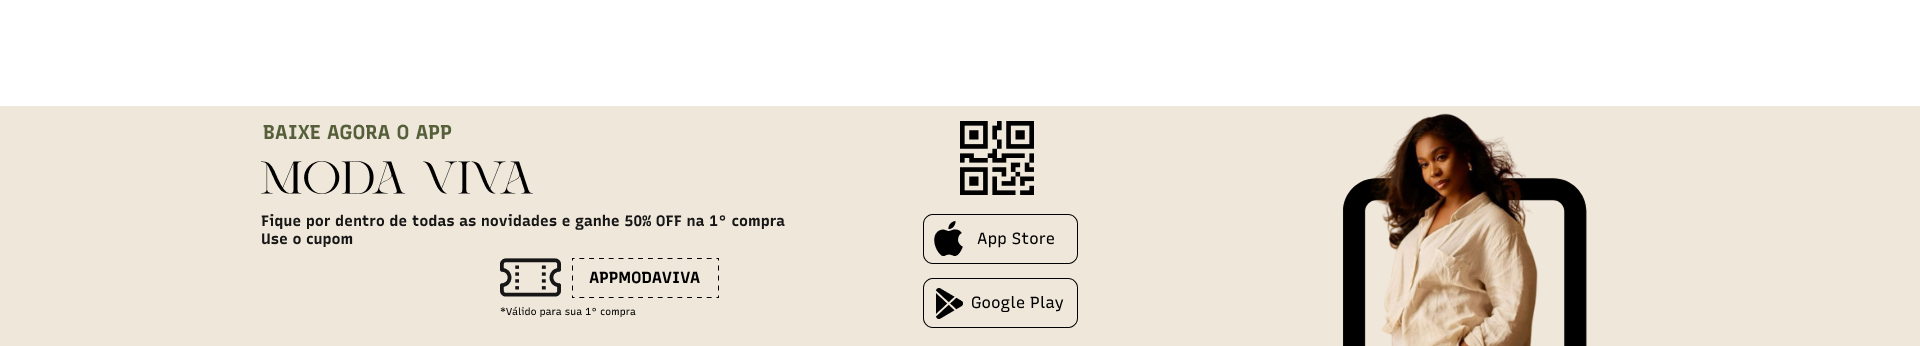 BAIXE AGORA O APP
MODA VIVA
Fique por dentro de todas as novidades e ganhe 50% OFF na 1° compra
Use o cupom
APPMODAVIVA
*Válido para sua 1° compra
App Store
Google Play